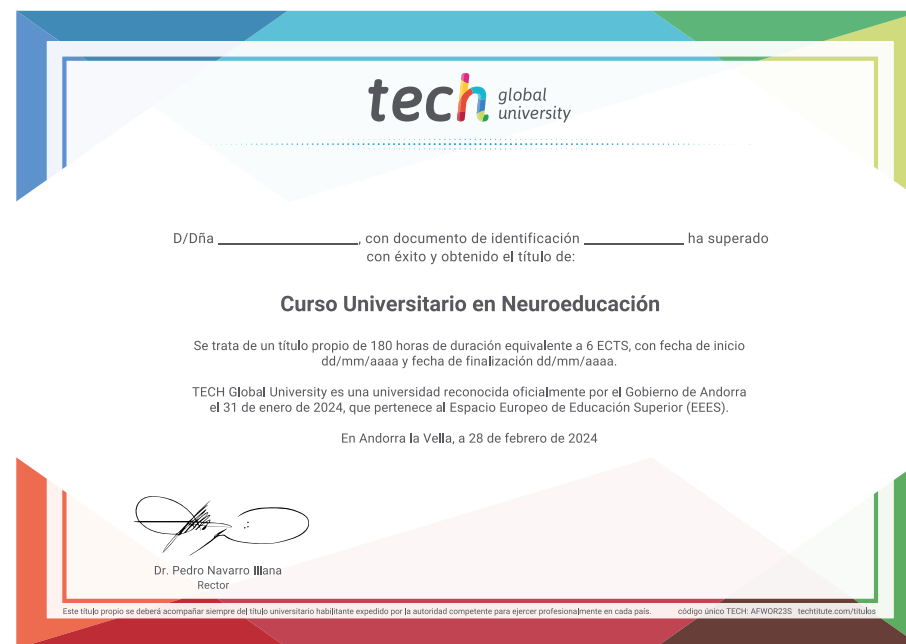 tech global university
D/Dña ____________________, con documento de identificación ______________ ha superado
con éxito y obtenido el título de:
Curso Universitario en Neuroeducación
Se trata de un título propio de 180 horas de duración equivalente a 6 ECTS, con fecha de inicio
dd/mm/aaaa y fecha de finalización dd/mm/aaaa.
TECH Global University es una universidad reconocida oficialmente por el Gobierno de Andorra
el 31 de enero de 2024, que pertenece al Espacio Europeo de Educación Superior (EEES).
En Andorra la Vella, a 28 de febrero de 2024
Dr. Pedro Navarro Illana
Rector
Este título propio se deberá acompañar siempre del título universitario habilitante expedido por la autoridad competente para ejercer profesionalmente en cada país. código único TECH: AFWOR23S techtitute.com/titulos